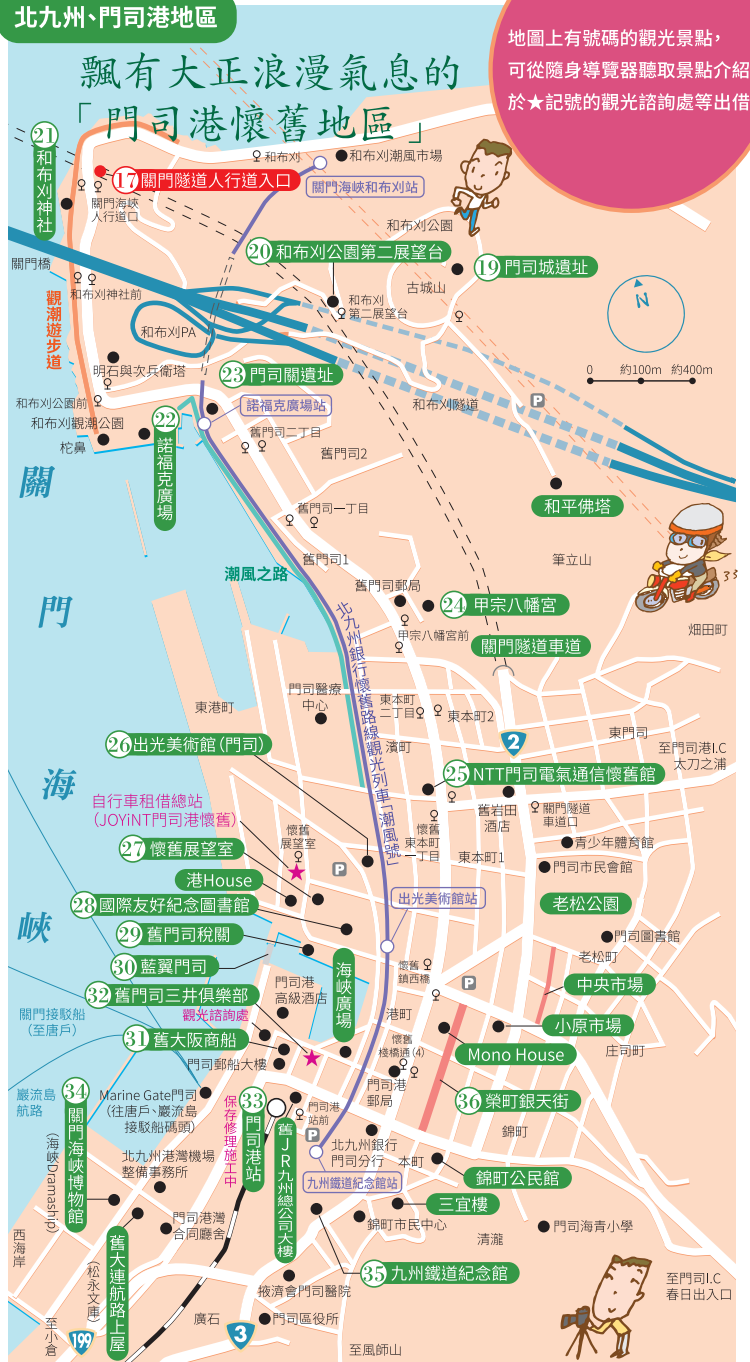 北九州、門司港地區
地圖上有號碼的觀光景點，
可從隨身導覽器聽取景點介紹
於★記號的觀光諮詢處等出借
飄有大正浪漫氣息的
「門司港懷舊地區」
21
和布刈神社
和布刈
和布刈潮風市場
17 關門隧道人行道入口
關門海峽和布刈站
關門海峽
人行道口
和布刈公園
20 和布刈公園第二展望台
19 門司城遺址
關門橋
古城山
和布刈神社前
和布刈
第二展望台
觀潮遊步道
和布刈PA
N
0 約100m 約400m
明石與次兵衛塔
23 門司關遺址
P
和布刈隧道
和布刈公園前
諾福克廣場站
和布刈觀潮公園
22
諾福克廣場
舊門司二丁目
柁鼻
舊門司2
關門海峽
和平佛塔
舊門司一丁目
舊門司1
筆立山
潮風之路
舊門司郵局
33
24 甲宗八幡宮
北九州銀行懷舊路線觀光列車「潮風號」
甲宗八幡宮前
畑田町
關門隧道車道
門司醫療
中心
東本町
二丁目
東本町2
東港町
2
東門司
26 出光美術館（門司）
濱町
至門司港I.C
太刀之浦
25 NTT門司電氣通信懷舊館
自行車租借總站
（JOYiNT門司港懷舊）
舊岩田
酒店
關門隧道
車道口
懷舊
展望室
懷舊
東本町
一丁目
27 懷舊展望室
青少年體育館
東本町1
P
門司市民會館
港House
出光美術館站
28 國際友好紀念圖書館
老松公園
29 舊門司稅關
門司圖書館
老松町
30 藍翼門司
海峽廣場
懷舊
鎮西橋
P
門司港
高級酒店
中央市場
32 舊門司三井俱樂部
觀光諮詢處
港町
小原市場
關門接駁船
（至唐戶）
31 舊大阪商船
懷舊
棧橋通（4）
Mono House
庄司町
門司郵船大樓
門司港
郵局
巖流島
航路
34
關門海峽博物館
（海峽Dramaship）
Marine Gate門司
（往唐戶、巖流島
接駁船碼頭）
保存修理施工中
33
門司港站
門司港
站前
36 榮町銀天街
舊JR九州總公司大樓
P
錦町
北九州銀行
門司分行
本町
北九州港灣機場
整備事務所
九州鐵道紀念館站
錦町公民館
三宜樓
門司港灣
合同廳舍
錦町市民中心
門司海青小學
清瀧
西海岸
舊大連航路上屋
（松永文庫）
35 九州鐵道紀念館
掖濟會門司醫院
至門司I.C
春日出入口
廣石
門司區役所
3
199
至小倉
至風師山